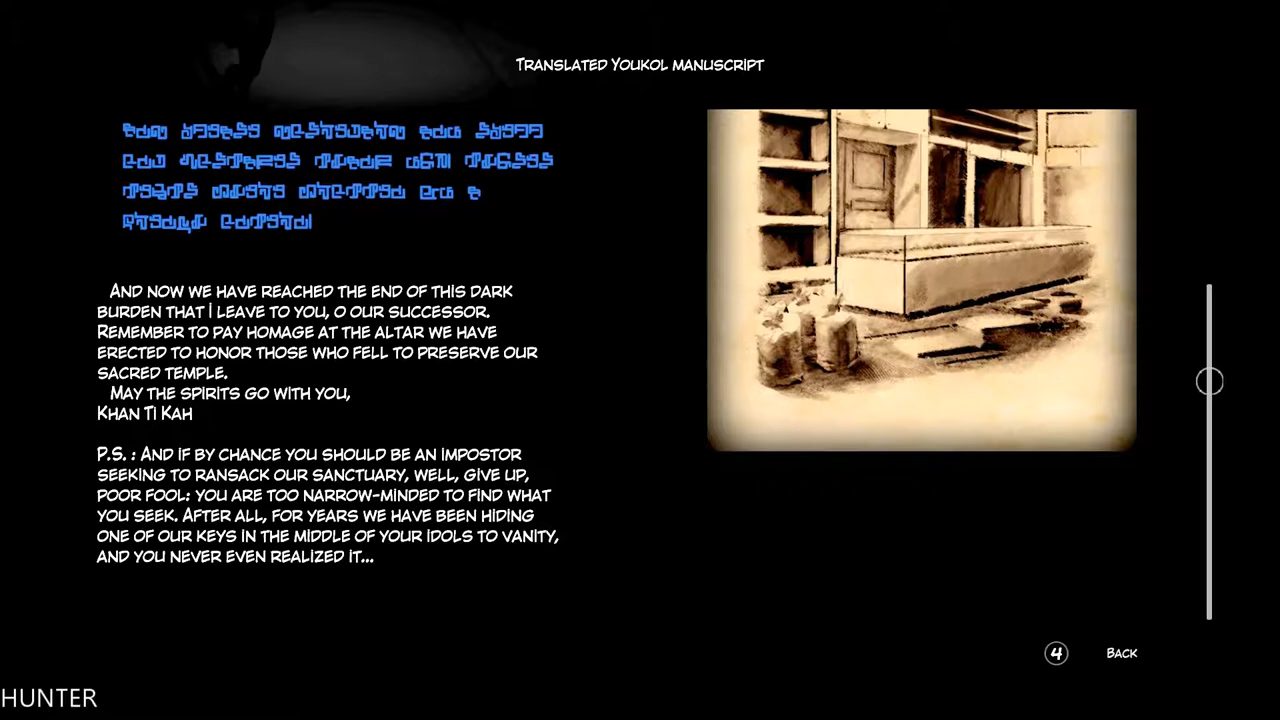 Translated Youkol manuscript
And now we have reached the end of this dark
burden that I leave to you, o our successor.
Remember to pay homage at the altar we have
erected to honor those who fell to preserve our
sacred temple.
May the spirits go with you,
Khan Ti Kah
P.S. : And if by chance you should be an impostor
seeking to ransack our sanctuary, well, give up,
poor fool: you are too narrow-minded to find what
you seek. After all, for years we have been hiding
one of our keys in the middle of your idols to vanity,
and you never even realized it...
4 Back
HUNTER